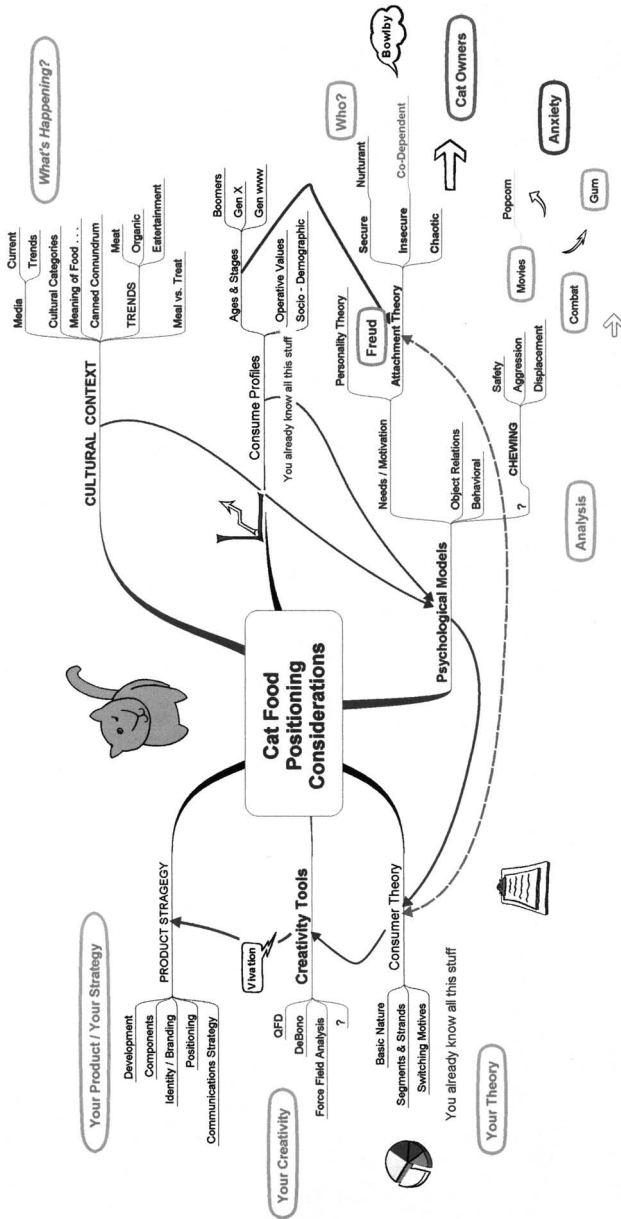 Cat Food
Positioning
Considerations
What's Happening?
CULTURAL CONTEXT
Media
Current
Trends
Cultural Categories
Meaning of Food . . .
Canned Connundrum
TRENDS
Meat
Organic
Eatertainment
Meal vs. Treat
Consume Profiles
You already know all this stuff
Ages & Stages
Boomers
Gen X
Gen www
Operative Values
Socio - Demographic
Who?
Psychological Models
Needs / Motivation
Personality Theory
Freud
Attachment Theory
Secure
Nurturant
Insecure
Co-Dependent
Chaotic
Bowlby
Cat Owners
Object Relations
Behavioral
?
CHEWING
Safety
Aggression
Displacement
Movies
Popcorn
Combat
Gum
Anxiety
Analysis
Your Product / Your Strategy
PRODUCT STRAGEGY
Development
Components
Identity / Branding
Positioning
Communications Strategy
Vivation
Your Creativity
Creativity Tools
QFD
DeBono
Force Field Analysis
?
Consumer Theory
Basic Nature
Segments & Strands
Switching Motives
You already know all this stuff
Your Theory